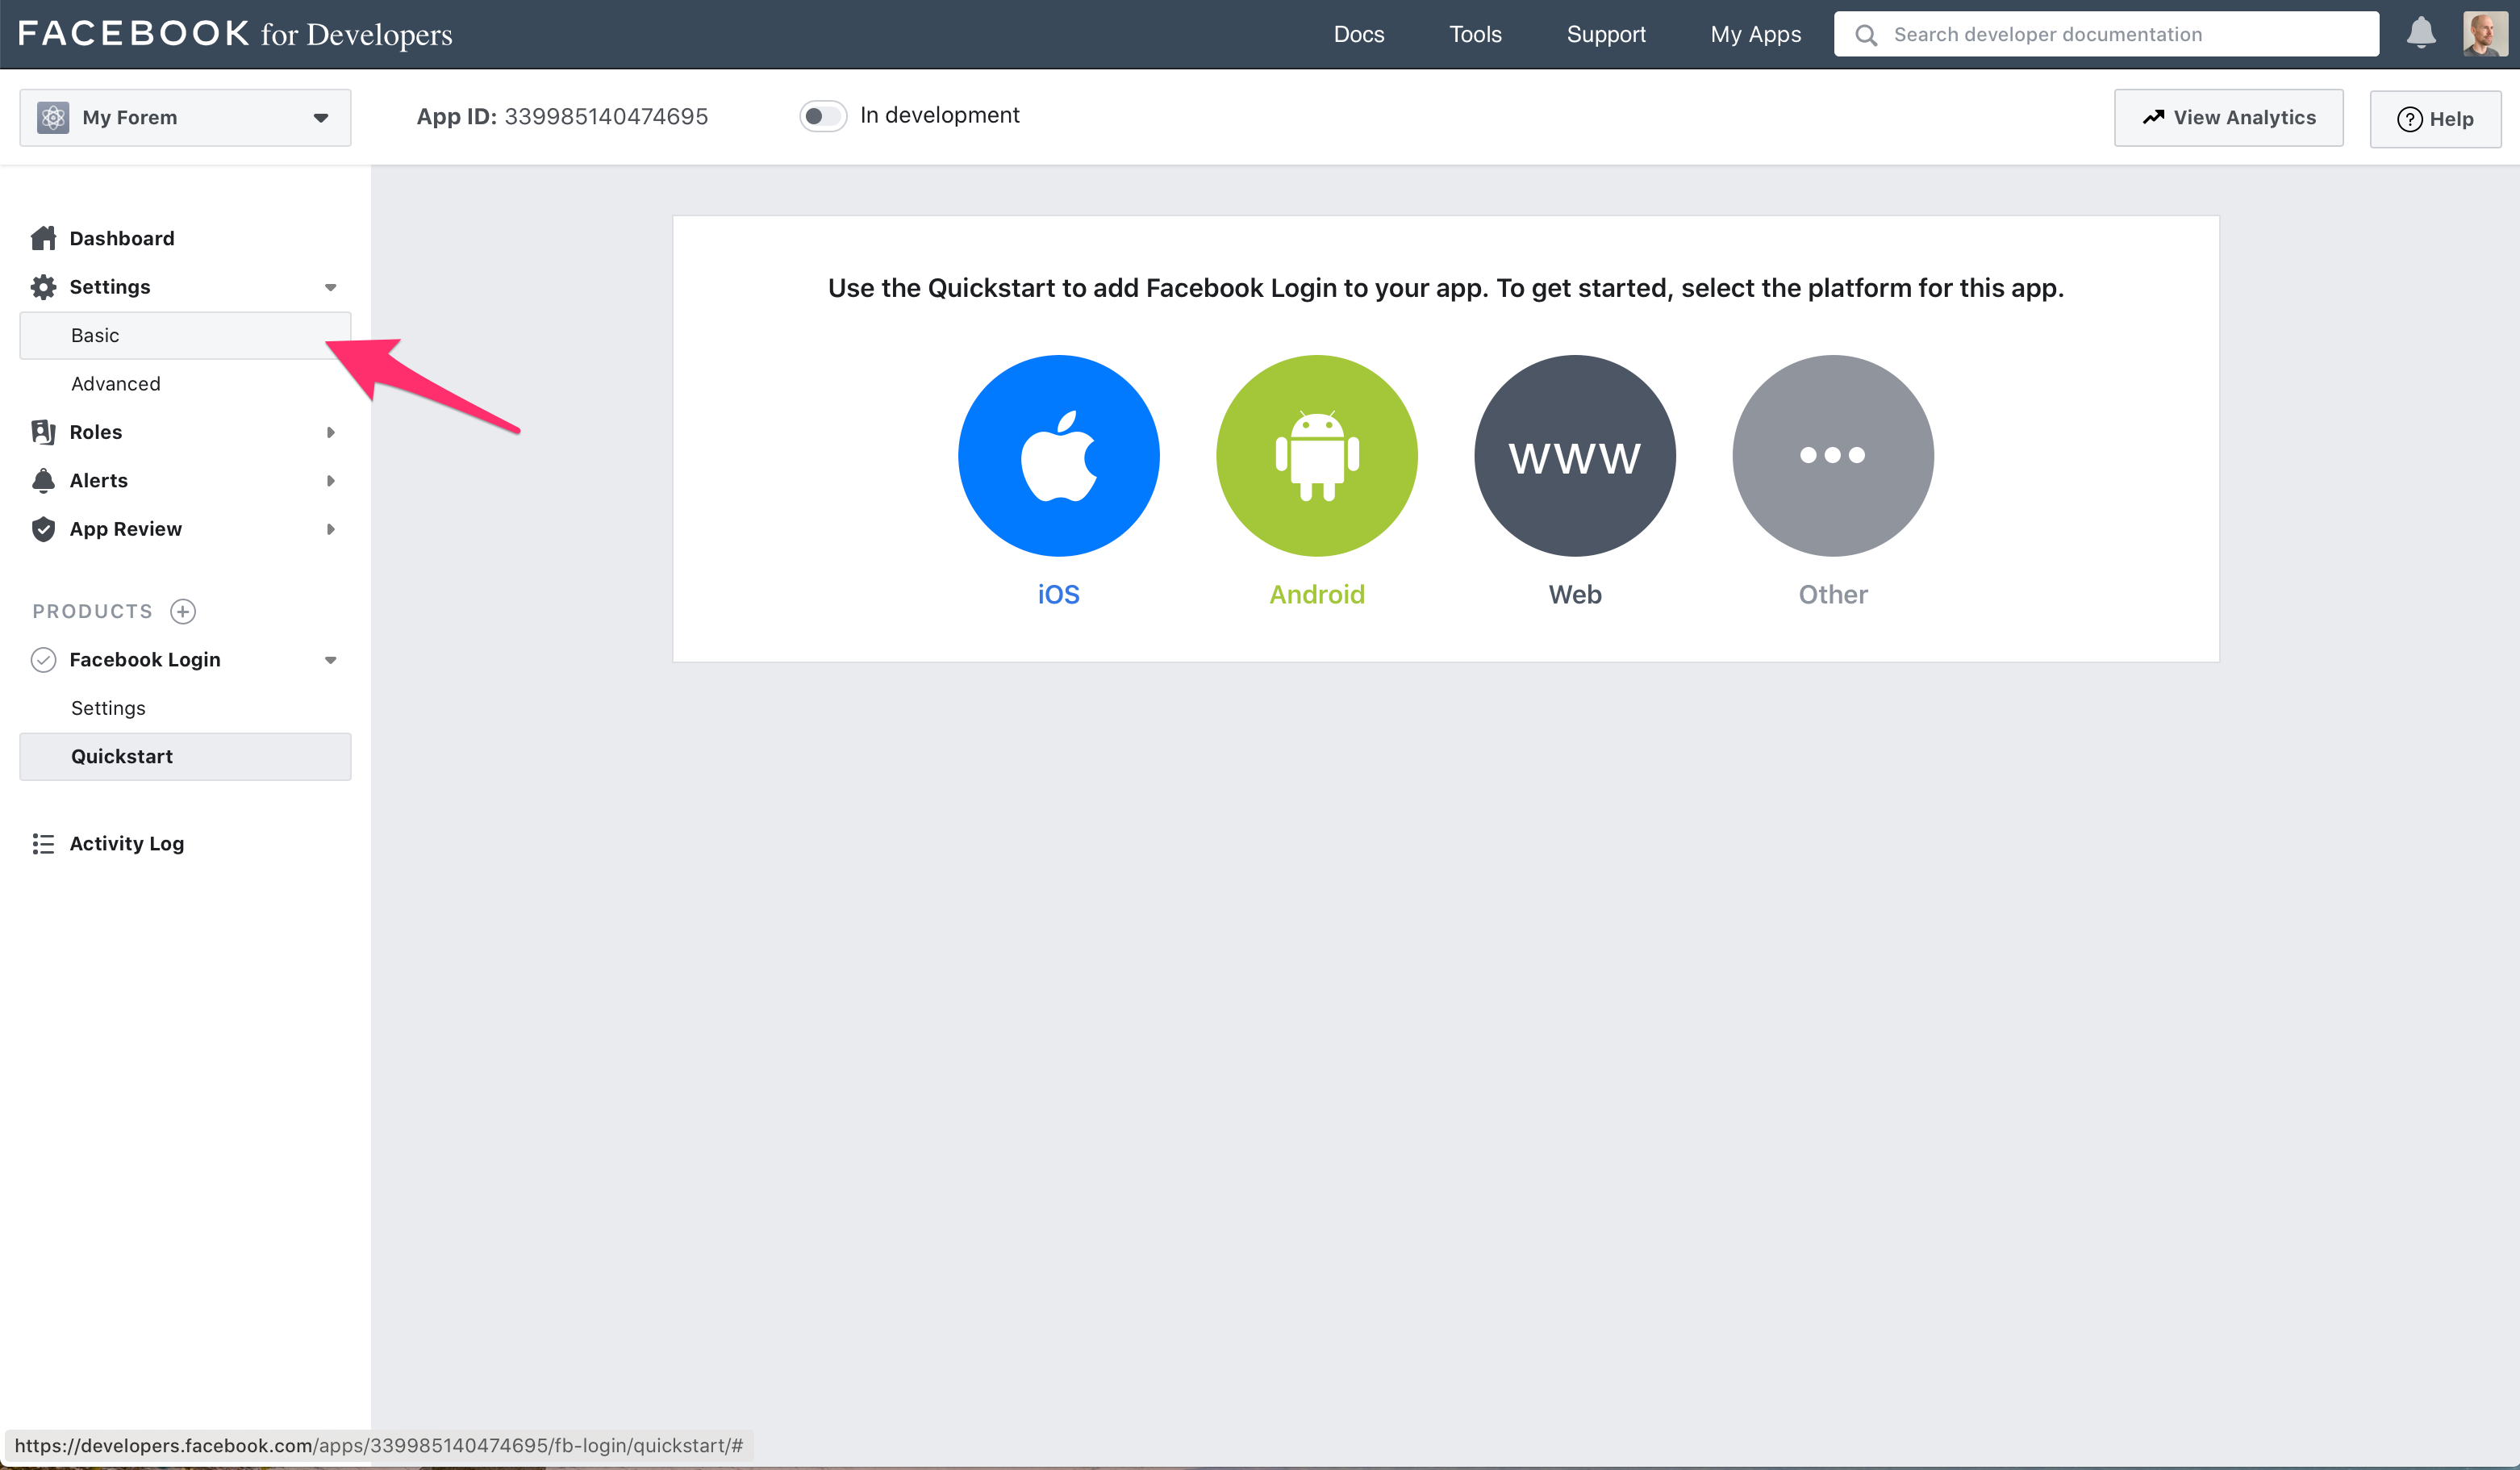 FACEBOOK for Developers
Docs
Tools
Support
My Apps
Search developer documentation
My Forem
App ID: 339985140474695
In development
View Analytics
? Help
Dashboard
Settings
Basic
Advanced
Roles
Alerts
App Review
PRODUCTS
Facebook Login
Settings
Quickstart
Activity Log
Use the Quickstart to add Facebook Login to your app. To get started, select the platform for this app.
www
iOS
Android
Web
Other
https://developers.facebook.com/apps/339985140474695/fb-login/quickstart/#